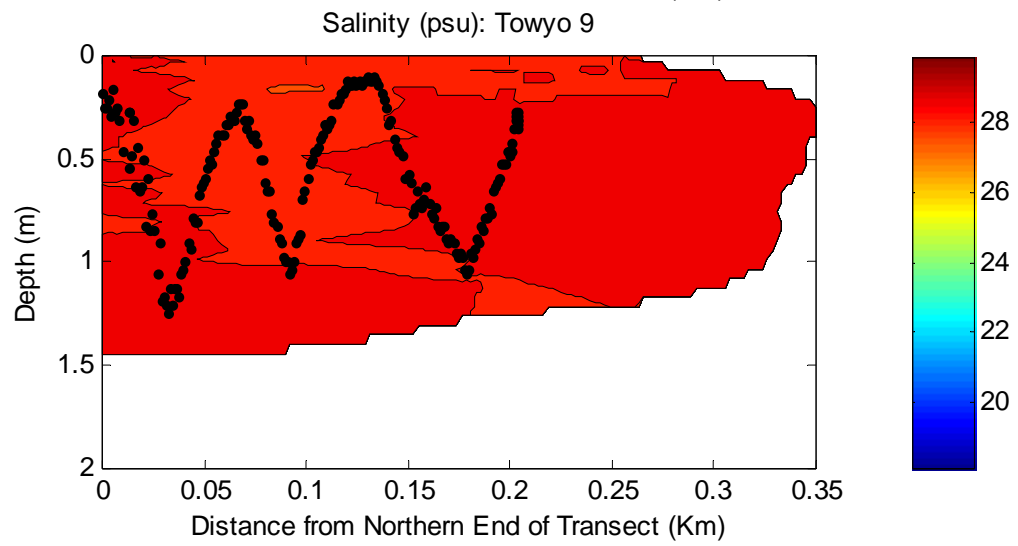 Salinity (psu): Towyo 9
0
0.5
1
1.5
2
Depth (m)
0 0.05 0.1 0.15 0.2 0.25 0.3 0.35
Distance from Northern End of Transect (Km)
28
26
24
22
20